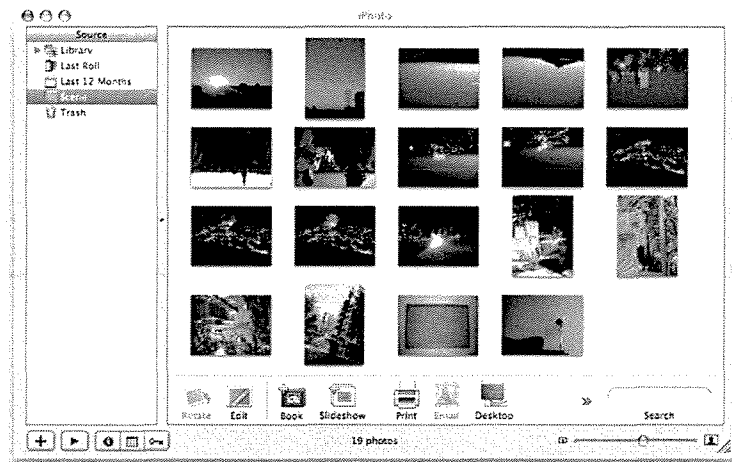 iPhoto
Source
Library
Last Roll
Last 12 Months
Trash
Rotate Edit Book Slideshow Print Email Desktop » Search
19 photos